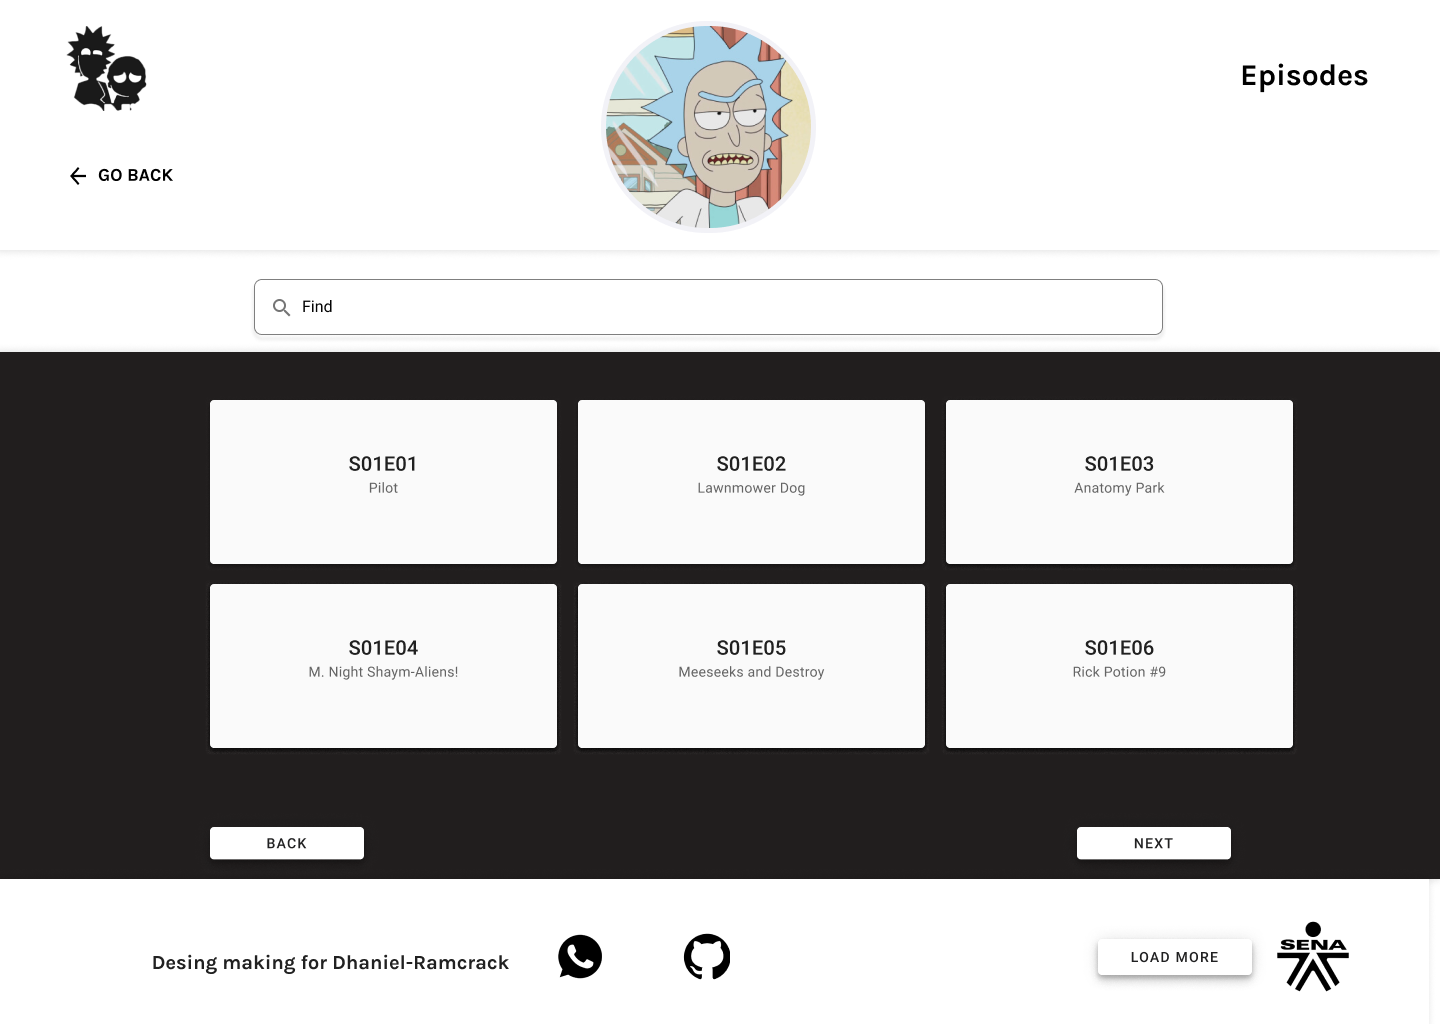 Episodes
GO BACK
Find
S01E01
Pilot
S01E02
Lawnmower Dog
S01E03
Anatomy Park
S01E04
M. Night Shaym-Aliens!
S01E05
Meeseeks and Destroy
S01E06
Rick Potion #9
BACK
NEXT
Desing making for Dhaniel-Ramcrack
LOAD MORE
SENA